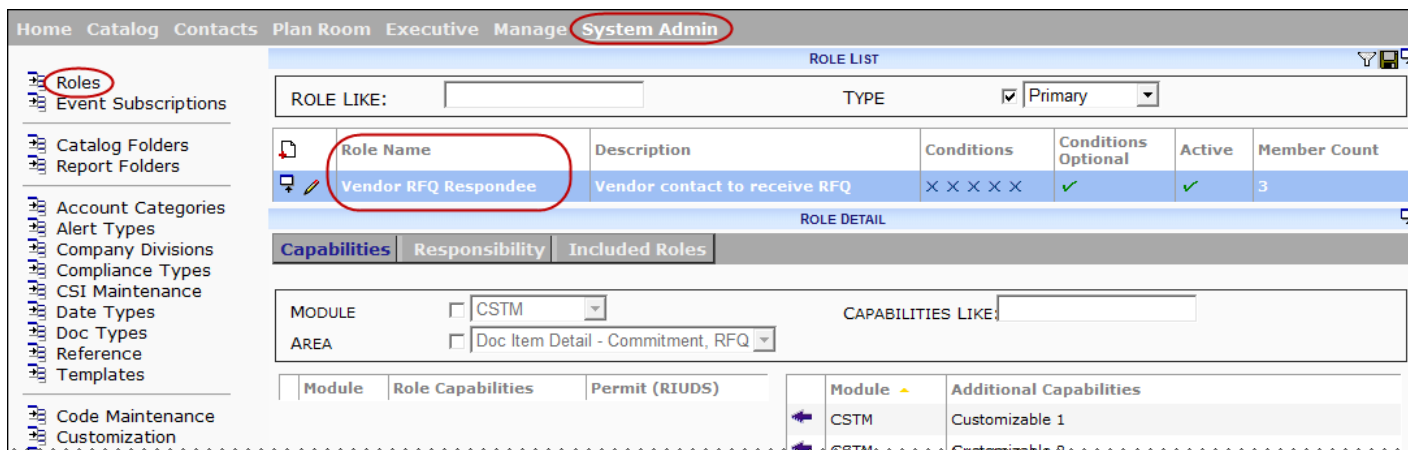 Home Catalog Contacts Plan Room Executive Manage System Admin
Roles
Event Subscriptions
Catalog Folders
Report Folders
Account Categories
Alert Types
Company Divisions
Compliance Types
CSI Maintenance
Date Types
Doc Types
Reference
Templates
Code Maintenance
Customization
ROLE LIST
ROLE LIKE: TYPE Primary
Role Name Description Conditions Conditions Optional Active Member Count
Vendor RFQ Respondee Vendor contact to receive RFQ X X X X X 3
ROLE DETAIL
Capabilities Responsibility Included Roles
MODULE CSTM CAPABILITIES LIKE:
AREA Doc Item Detail - Commitment, RFQ
Module Role Capabilities Permit (RIUDS)
Module Additional Capabilities
CSTM Customizable 1